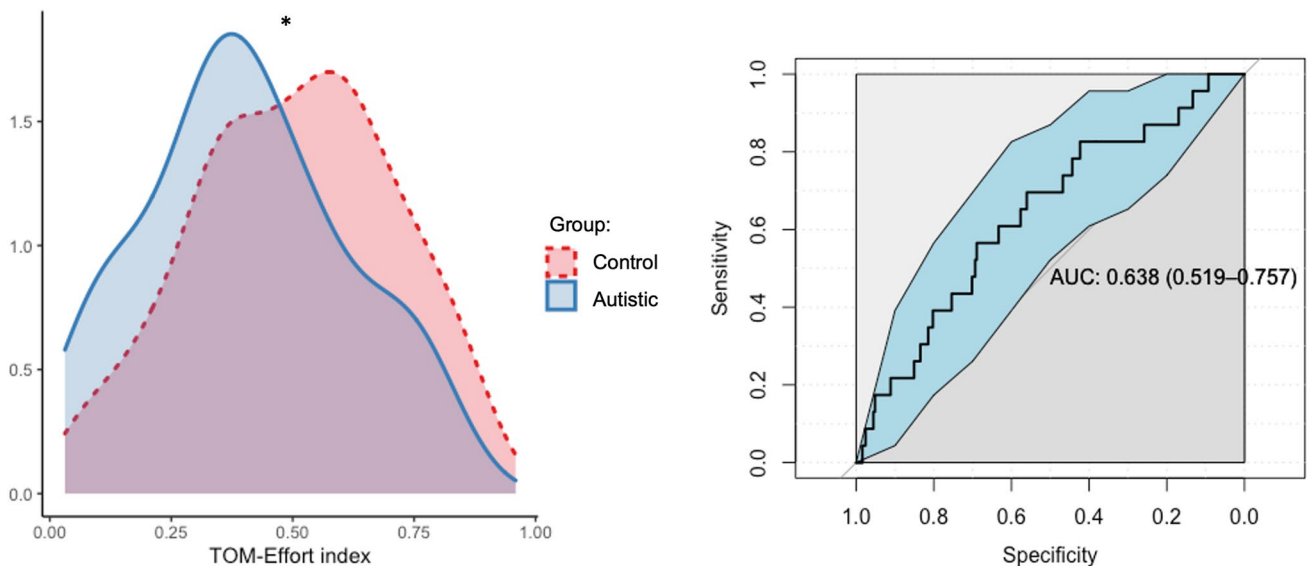 *
1.5
1.0
0.5
0.0
0.00 0.25 0.50 0.75 1.00
TOM-Effort index
Group:
Control
Autistic
Sensitivity
1.0
0.8
0.6
0.4
0.2
0.0
AUC: 0.638 (0.519–0.757)
1.0 0.8 0.6 0.4 0.2 0.0
Specificity